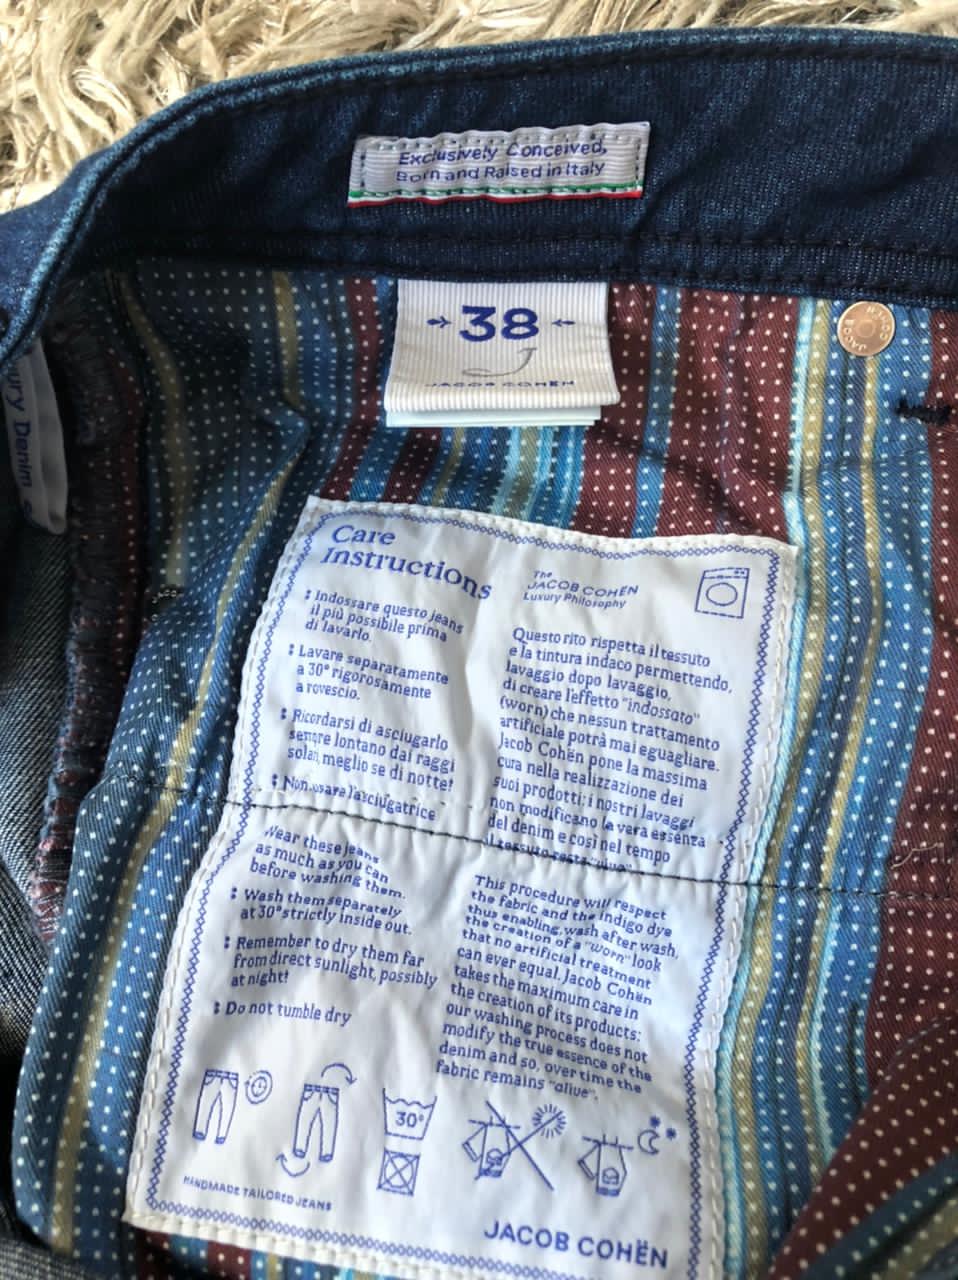 Exclusively Conceived,
Born and Raised in Italy
38
J
JACOB COHËN
JACOB
COHEN
Denim
Care
Instructions
The
JACOB COHËN
Luxury Philosophy
Indossare questo jeans
il più possibile prima
di lavarlo.
Lavare separatamente
a 30° rigorosamente
a rovescio.
Ricordarsi di asciugarlo
sempre lontano dai raggi
solari, meglio se di notte!
Non usare l'asciugatrice
Questo rito rispetta il tessuto
e la tintura indaco permettendo,
lavaggio dopo lavaggio,
di creare l'effetto "indossato"
(worn) che nessun trattamento
artificiale potrà mai eguagliare.
Jacob Cohën pone la massima
cura nella realizzazione dei
suoi prodotti: i nostri lavaggi
non modificano la vera essenza
del denim e così nel tempo
il tessuto resta "vivo".
Wear these jeans
as much as you can
before washing them.
Wash them separately
at 30° strictly inside out.
Remember to dry them far
from direct sunlight, possibly
at night!
Do not tumble dry
This procedure will respect
the fabric and the indigo dye
thus enabling, wash after wash,
the creation of a "worn" look
that no artificial treatment
can ever equal. Jacob Cohën
takes the maximum care in
the creation of its products:
our washing process does not
modify the true essence of the
denim and so, over time the
fabric remains "alive".
30°
HANDMADE TAILORED JEANS
JACOB COHËN